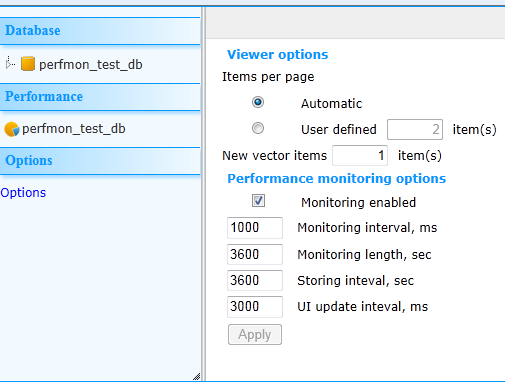 Database
perfmon_test_db
Performance
perfmon_test_db
Options
Options
Viewer options
Items per page
Automatic
User defined 2 item(s)
New vector items 1 item(s)
Performance monitoring options
Monitoring enabled
1000 Monitoring interval, ms
3600 Monitoring length, sec
3600 Storing inteval, sec
3000 UI update inteval, ms
Apply